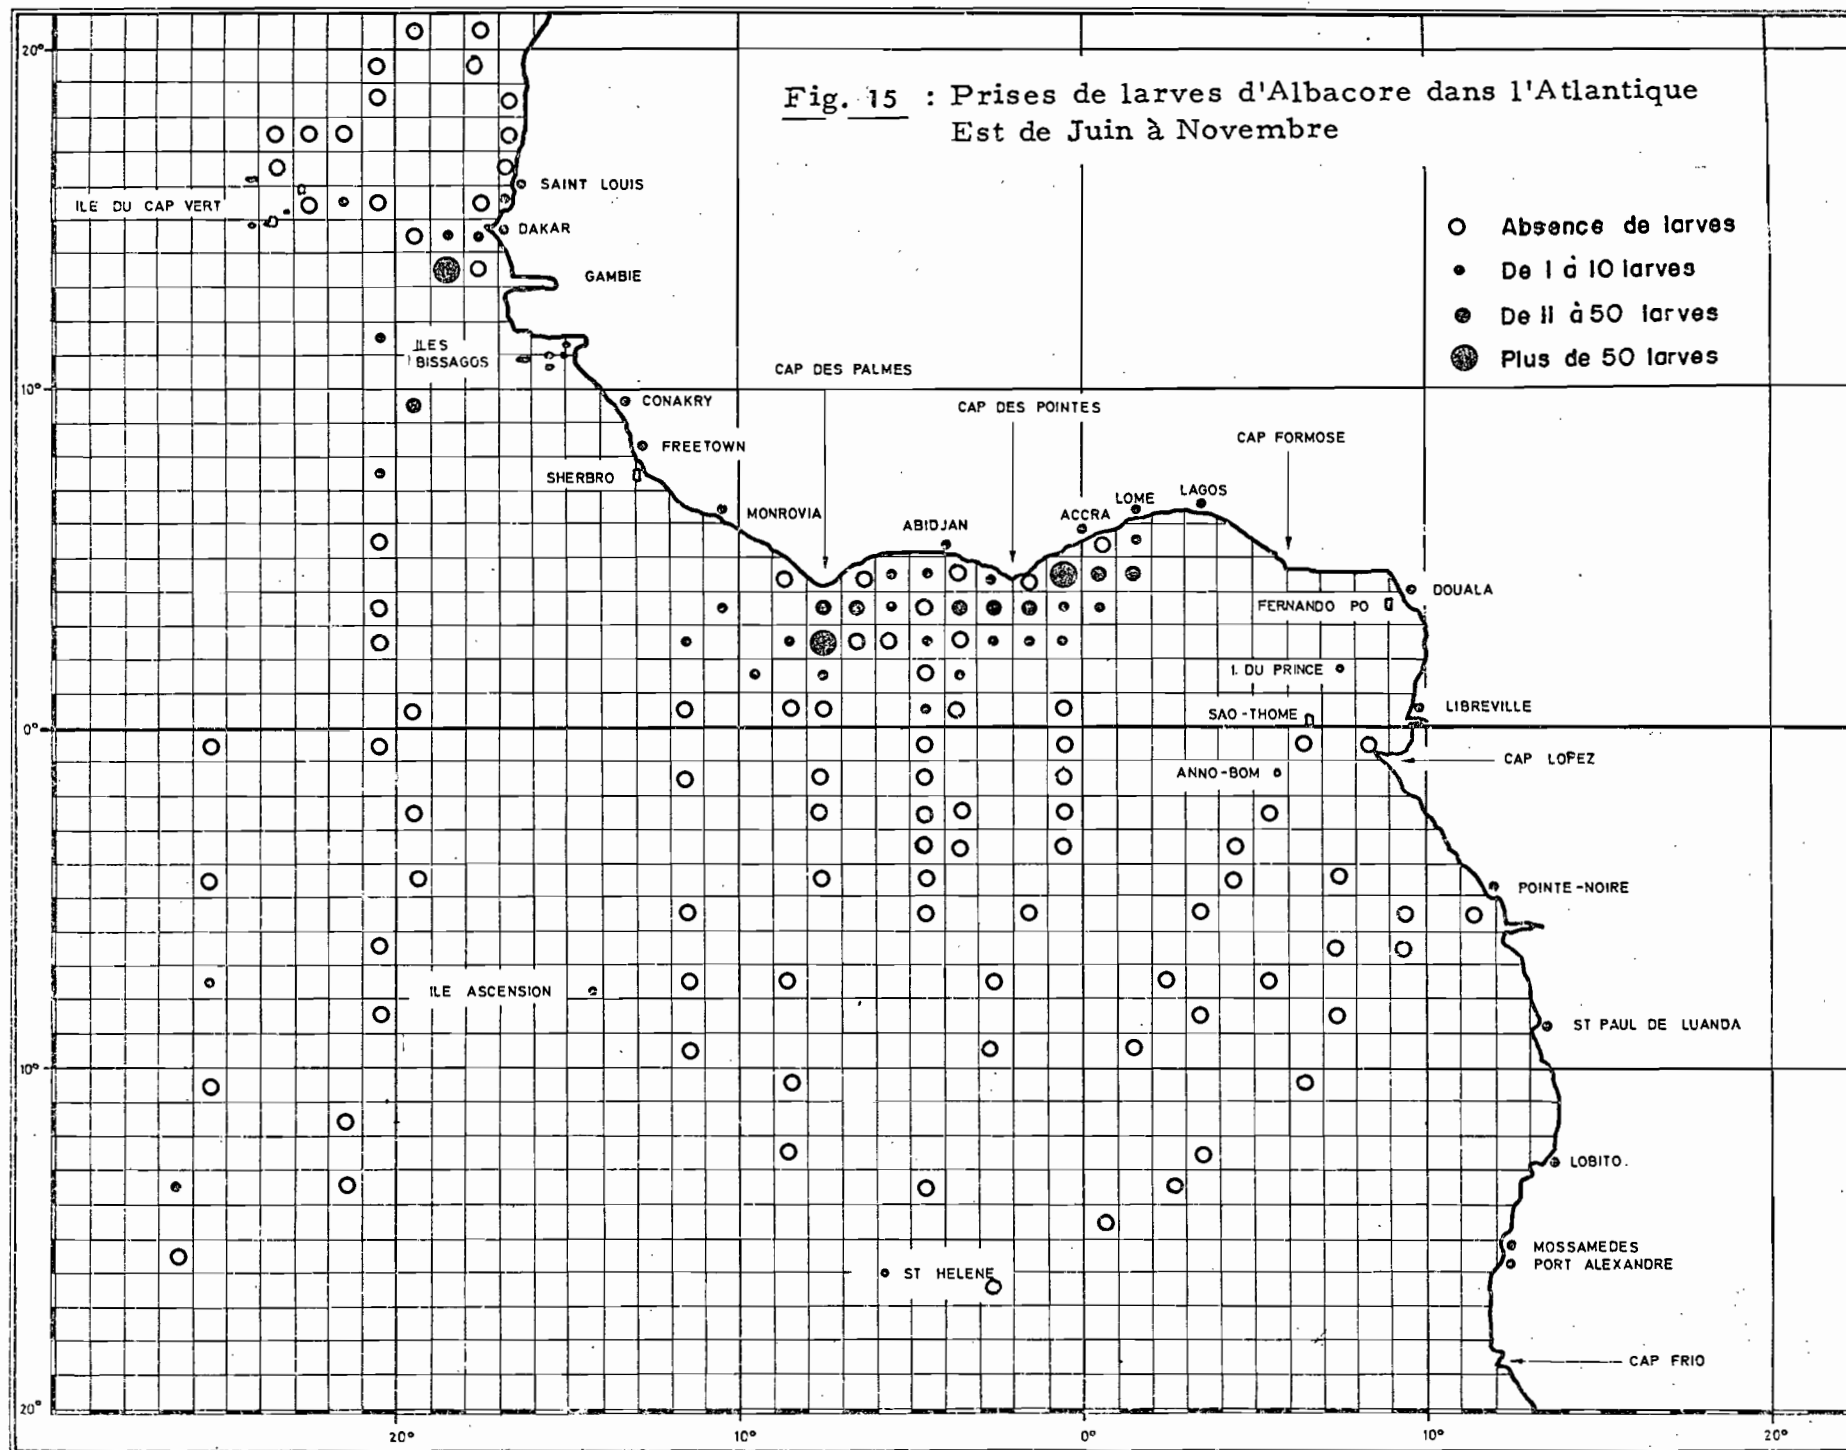 Fig. 15 : Prises de larves d'Albacore dans l'Atlantique
Est de Juin à Novembre
Absence de larves
De 1 à 10 larves
De 11 à 50 larves
Plus de 50 larves
20°
SAINT LOUIS
ILE DU CAP VERT
DAKAR
GAMBIE
ILES
BISSAGOS
CAP DES PALMES
10°
CONAKRY
CAP DES POINTES
CAP FORMOSE
FREETOWN
SHERBRO
MONROVIA
ABIDJAN
ACCRA
LOME
LAGOS
DOUALA
FERNANDO PO
I. DU PRINCE
SAO-THOME
LIBREVILLE
0°
CAP LOPEZ
ANNO-BOM
POINTE-NOIRE
ILE ASCENSION
ST PAUL DE LUANDA
10°
LOBITO.
MOSSAMEDES
PORT ALEXANDRE
ST HELENE
CAP FRIO
20°
20° 10° 0° 10° 20°